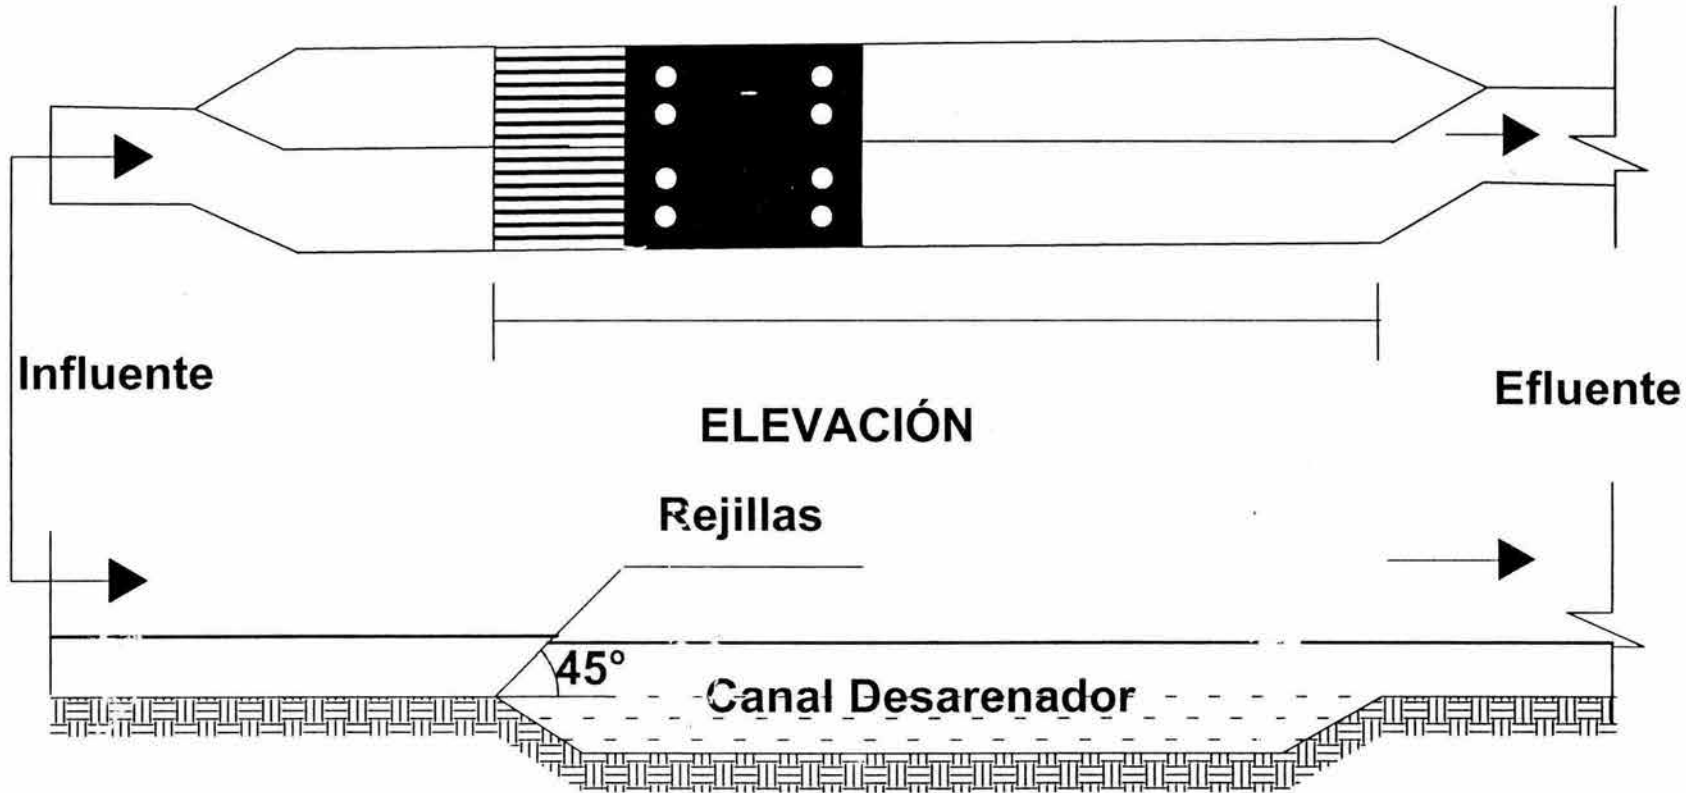 Influente
Efluente
ELEVACIÓN
Rejillas
45°
Canal Desarenador